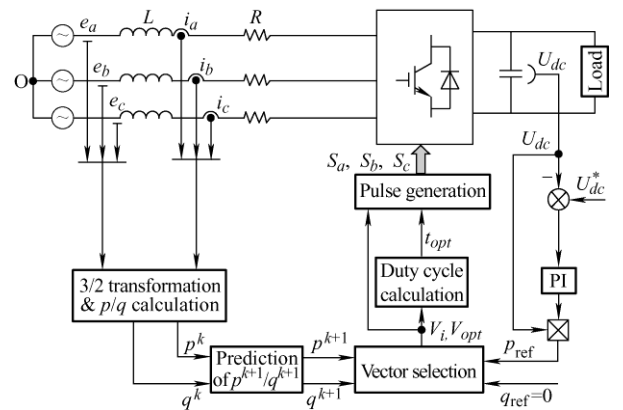 e_a L i_a R
e_b i_b
O
e_c i_c
U_dc
Load
U_dc
S_a, S_b, S_c
Pulse generation
− U*_dc
t_opt
3/2 transformation
& p/q calculation
Duty cycle
calculation
PI
V_i, V_opt
p^k p^{k+1} p_ref
Prediction
of p^{k+1}/q^{k+1}
Vector selection
q^k q^{k+1} q_ref=0